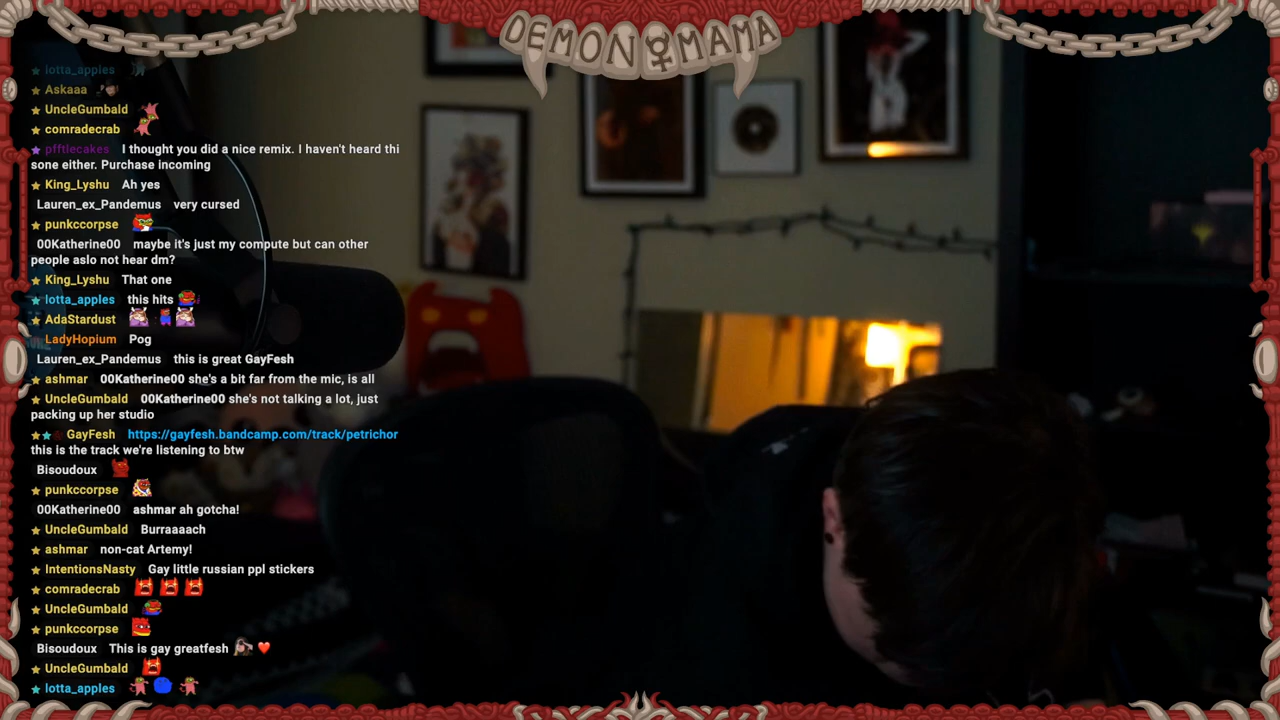 DEMON MAMA
lotta_apples
Askaaa
UncleGumbald
comradecrab
pfftlecakes I thought you did a nice remix. I haven't heard thi
sone either. Purchase incoming
King_Lyshu Ah yes
Lauren_ex_Pandemus very cursed
punkccorpse
00Katherine00 maybe it's just my compute but can other
people aslo not hear dm?
King_Lyshu That one
lotta_apples this hits
AdaStardust
LadyHopium Pog
Lauren_ex_Pandemus this is great GayFesh
ashmar 00Katherine00 she's a bit far from the mic, is all
UncleGumbald 00Katherine00 she's not talking a lot, just
packing up her studio
GayFesh https://gayfesh.bandcamp.com/track/petrichor
this is the track we're listening to btw
Bisoudoux
punkccorpse
00Katherine00 ashmar ah gotcha!
UncleGumbald Burraaaach
ashmar non-cat Artemy!
IntentionsNasty Gay little russian ppl stickers
comradecrab
UncleGumbald
punkccorpse
Bisoudoux This is gay greatfesh
UncleGumbald
lotta_apples